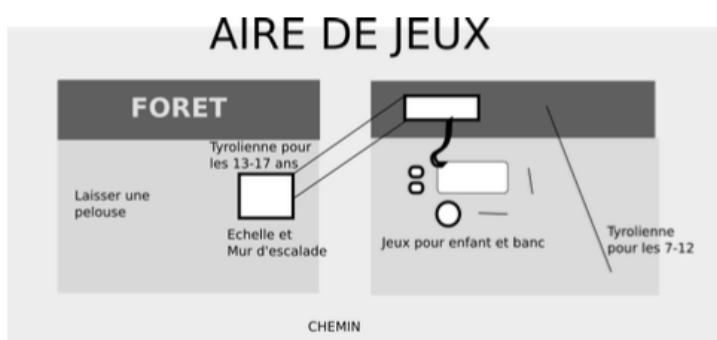 AIRE DE JEUX
FORET
Tyrolienne pour
les 13-17 ans
Laisser une
pelouse
Echelle et
Mur d'escalade
Jeux pour enfant et banc
Tyrolienne
pour les 7-12
CHEMIN